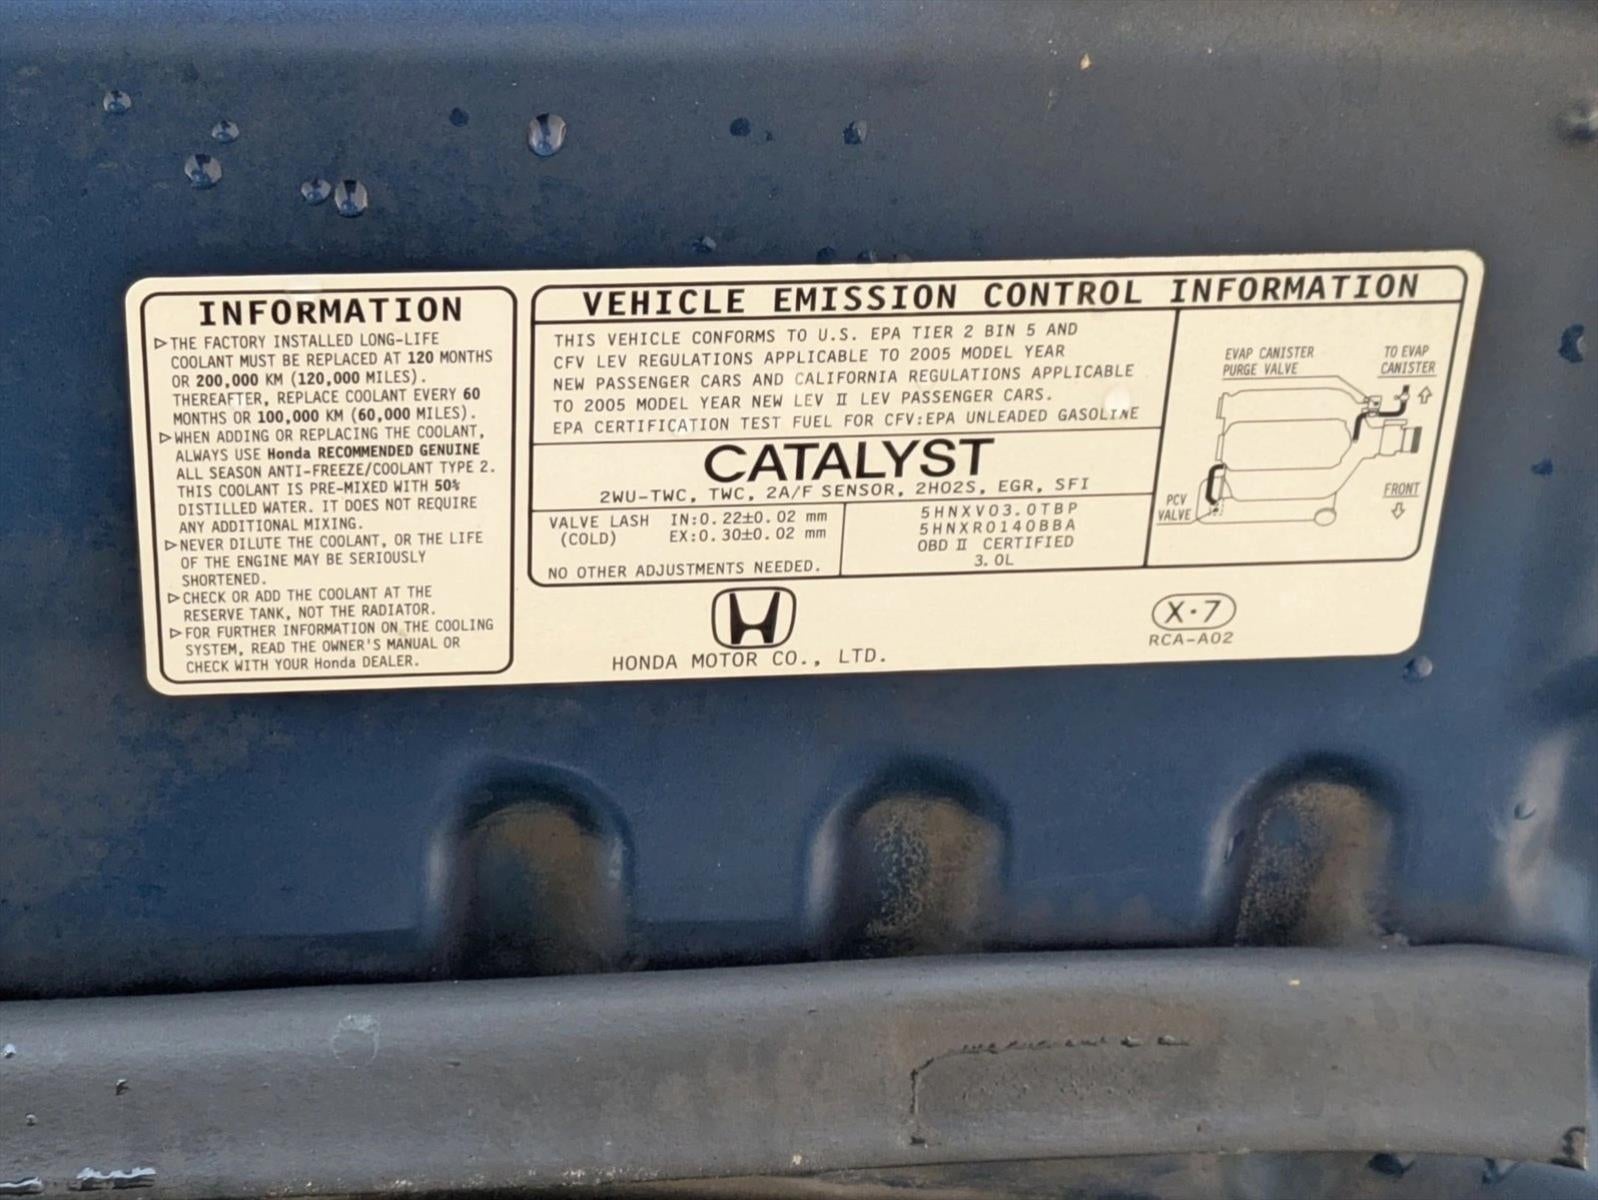 INFORMATION
▷THE FACTORY INSTALLED LONG-LIFE
COOLANT MUST BE REPLACED AT 120 MONTHS
OR 200,000 KM (120,000 MILES).
THEREAFTER, REPLACE COOLANT EVERY 60
MONTHS OR 100,000 KM (60,000 MILES).
▷WHEN ADDING OR REPLACING THE COOLANT,
ALWAYS USE Honda RECOMMENDED GENUINE
ALL SEASON ANTI-FREEZE/COOLANT TYPE 2.
THIS COOLANT IS PRE-MIXED WITH 50%
DISTILLED WATER. IT DOES NOT REQUIRE
ANY ADDITIONAL MIXING.
▷NEVER DILUTE THE COOLANT, OR THE LIFE
OF THE ENGINE MAY BE SERIOUSLY
SHORTENED.
▷CHECK OR ADD THE COOLANT AT THE
RESERVE TANK, NOT THE RADIATOR.
▷FOR FURTHER INFORMATION ON THE COOLING
SYSTEM, READ THE OWNER'S MANUAL OR
CHECK WITH YOUR Honda DEALER.
VEHICLE EMISSION CONTROL INFORMATION
THIS VEHICLE CONFORMS TO U.S. EPA TIER 2 BIN 5 AND
CFV LEV REGULATIONS APPLICABLE TO 2005 MODEL YEAR
NEW PASSENGER CARS AND CALIFORNIA REGULATIONS APPLICABLE
TO 2005 MODEL YEAR NEW LEV II LEV PASSENGER CARS.
EPA CERTIFICATION TEST FUEL FOR CFV:EPA UNLEADED GASOLINE
CATALYST
2WU-TWC, TWC, 2A/F SENSOR, 2HO2S, EGR, SFI
VALVE LASH IN:0.22±0.02 mm
(COLD) EX:0.30±0.02 mm
NO OTHER ADJUSTMENTS NEEDED.
5HNXV03.0TBP
5HNXR0140BBA
OBD II CERTIFIED
3.0L
EVAP CANISTER
PURGE VALVE
TO EVAP
CANISTER
PCV
VALVE
FRONT
HONDA MOTOR CO., LTD.
X·7
RCA-A02